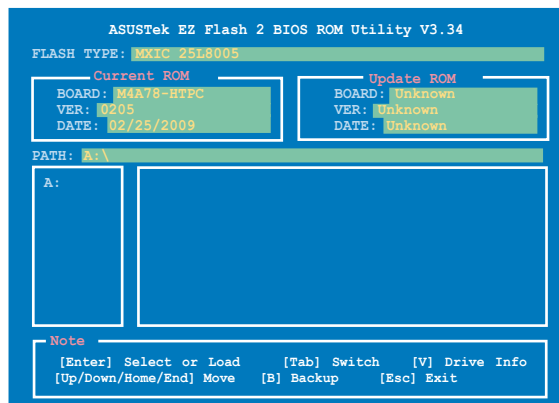 ASUSTek EZ Flash 2 BIOS ROM Utility V3.34
FLASH TYPE: MXIC 25L8005
Current ROM
BOARD: M4A78-HTPC
VER: 0205
DATE: 02/25/2009
Update ROM
BOARD: Unknown
VER: Unknown
DATE: Unknown
PATH: A:\
A:
Note
[Enter] Select or Load [Tab] Switch [V] Drive Info
[Up/Down/Home/End] Move [B] Backup [Esc] Exit